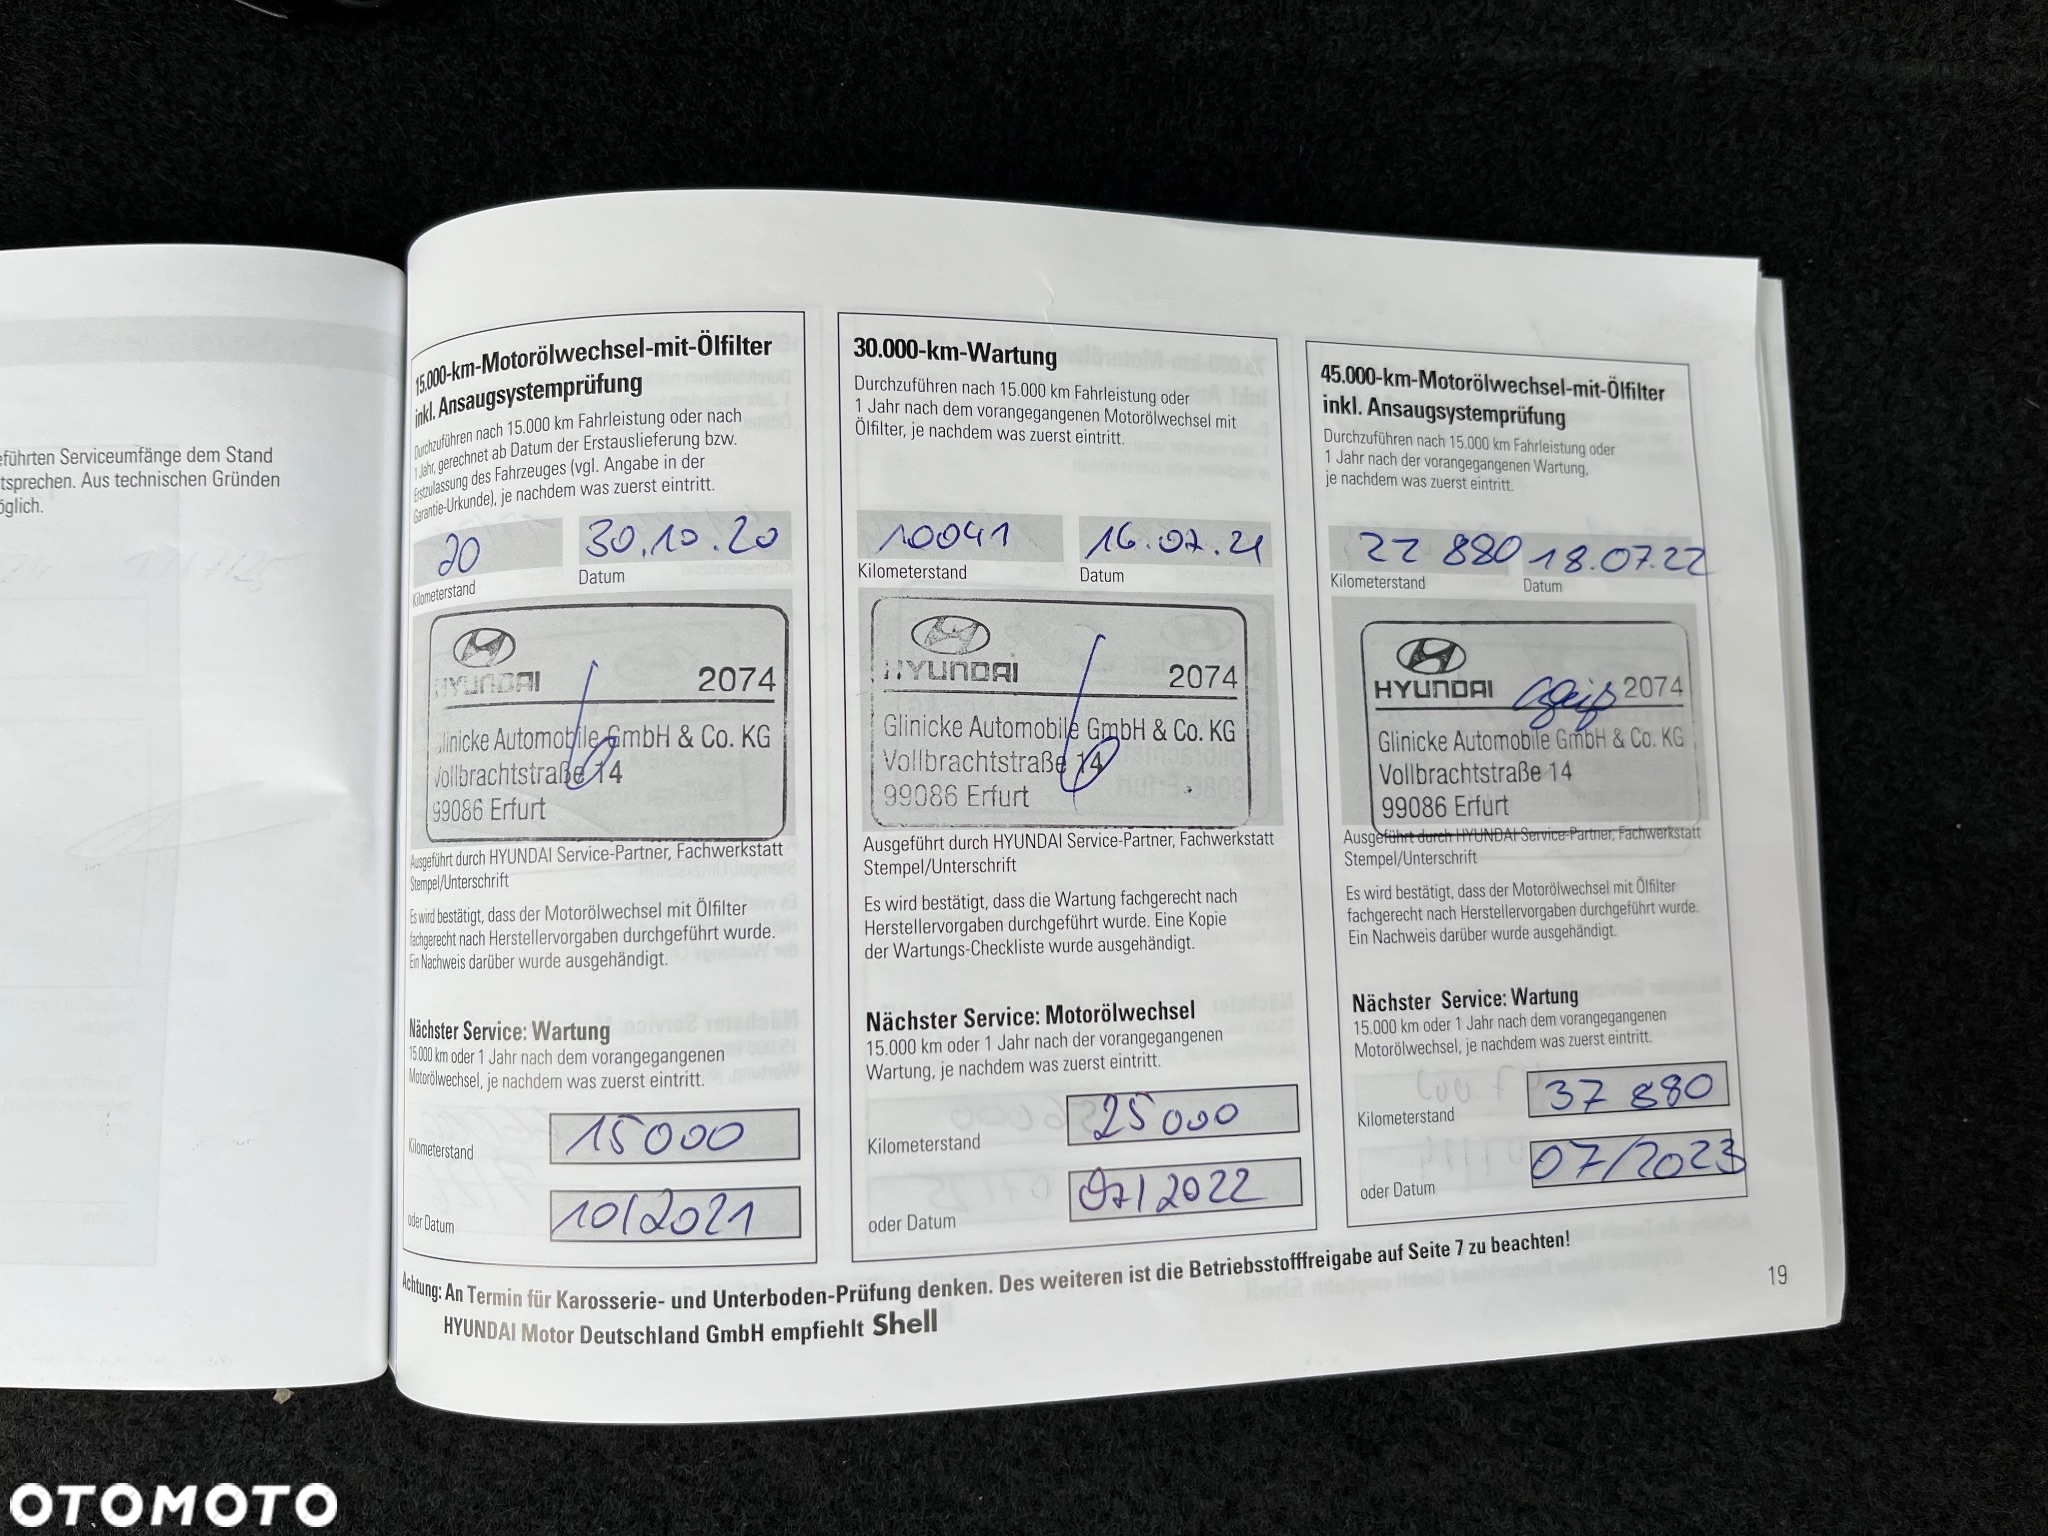 eführten Serviceumfänge dem Stand
tsprechen. Aus technischen Gründen
öglich.
15.000-km-Motorölwechsel-mit-Ölfilter
inkl. Ansaugsystemprüfung
Durchzuführen nach 15.000 km Fahrleistung oder nach
1 Jahr, gerechnet ab Datum der Erstauslieferung bzw.
Erstzulassung des Fahrzeuges (vgl. Angabe in der
Garantie-Urkunde), je nachdem was zuerst eintritt.
20 30.10.20
Kilometerstand Datum
HYUNDAI 2074
Glinicke Automobile GmbH & Co. KG
Vollbrachtstraße 14
99086 Erfurt
Ausgeführt durch HYUNDAI Service-Partner, Fachwerkstatt
Stempel/Unterschrift
Es wird bestätigt, dass der Motorölwechsel mit Ölfilter
fachgerecht nach Herstellervorgaben durchgeführt wurde.
Ein Nachweis darüber wurde ausgehändigt.
Nächster Service: Wartung
15.000 km oder 1 Jahr nach dem vorangegangenen
Motorölwechsel, je nachdem was zuerst eintritt.
Kilometerstand 15000
oder Datum 10/2021
30.000-km-Wartung
Durchzuführen nach 15.000 km Fahrleistung oder
1 Jahr nach dem vorangegangenen Motorölwechsel mit
Ölfilter, je nachdem was zuerst eintritt.
10041 16.07.21
Kilometerstand Datum
HYUNDAI 2074
Glinicke Automobile GmbH & Co. KG
Vollbrachtstraße 14
99086 Erfurt
Ausgeführt durch HYUNDAI Service-Partner, Fachwerkstatt
Stempel/Unterschrift
Es wird bestätigt, dass die Wartung fachgerecht nach
Herstellervorgaben durchgeführt wurde. Eine Kopie
der Wartungs-Checkliste wurde ausgehändigt.
Nächster Service: Motorölwechsel
15.000 km oder 1 Jahr nach der vorangegangenen
Wartung, je nachdem was zuerst eintritt.
Kilometerstand 25000
oder Datum 07/2022
45.000-km-Motorölwechsel-mit-Ölfilter
inkl. Ansaugsystemprüfung
Durchzuführen nach 15.000 km Fahrleistung oder
1 Jahr nach der vorangegangenen Wartung,
je nachdem was zuerst eintritt.
22 880 18.07.22
Kilometerstand Datum
HYUNDAI 2074
Glinicke Automobile GmbH & Co. KG
Vollbrachtstraße 14
99086 Erfurt
Ausgeführt durch HYUNDAI Service-Partner, Fachwerkstatt
Stempel/Unterschrift
Es wird bestätigt, dass der Motorölwechsel mit Ölfilter
fachgerecht nach Herstellervorgaben durchgeführt wurde.
Ein Nachweis darüber wurde ausgehändigt.
Nächster Service: Wartung
15.000 km oder 1 Jahr nach dem vorangegangenen
Motorölwechsel, je nachdem was zuerst eintritt.
Kilometerstand 37 880
oder Datum 07/2023
Achtung: An Termin für Karosserie- und Unterboden-Prüfung denken. Des weiteren ist die Betriebsstofffreigabe auf Seite 7 zu beachten!
HYUNDAI Motor Deutschland GmbH empfiehlt Shell
19
OTOMOTO